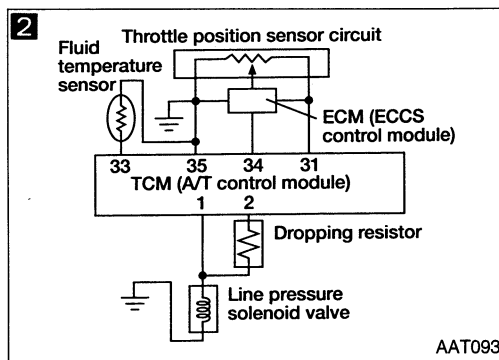 2
Throttle position sensor circuit
Fluid
temperature
sensor
ECM (ECCS
control module)
33 35 34 31
TCM (A/T control module)
1 2
Dropping resistor
Line pressure
solenoid valve
AAT093